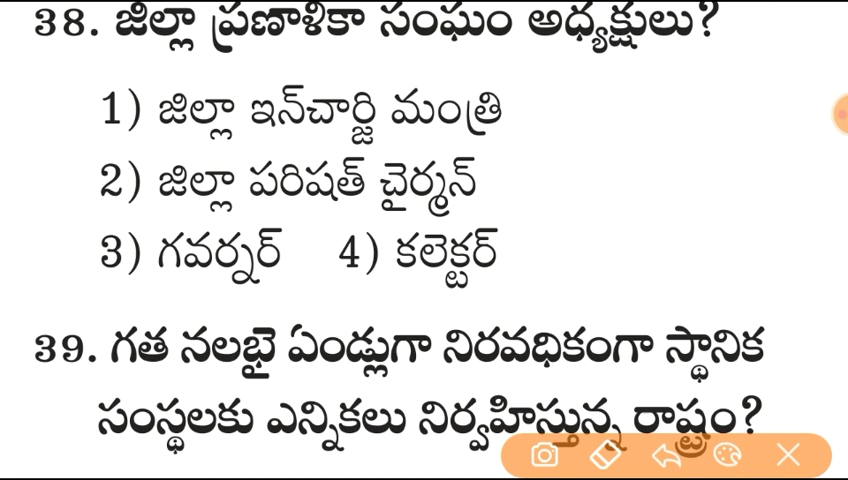 38. జిల్లా ప్రణాళికా సంఘం అధ్యక్షులు?
1) జిల్లా ఇన్‌చార్జి మంత్రి
2) జిల్లా పరిషత్ చైర్మన్
3) గవర్నర్ 4) కలెక్టర్
39. గత నలభై ఏండ్లుగా నిరవధికంగా స్థానిక
సంస్థలకు ఎన్నికలు నిర్వహిస్తున్న రాష్ట్రం?